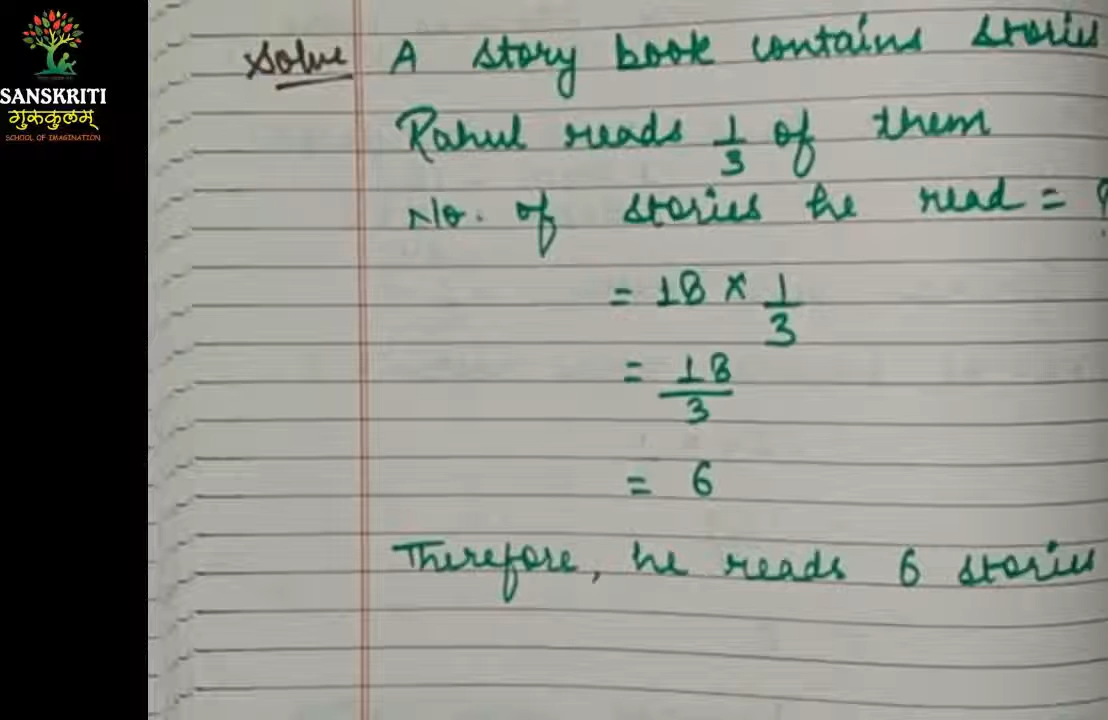 SANSKRITI
गुरुकुलम्
SCHOOL OF IMAGINATION
Solve A story book contains stories
Rahul reads 1/3 of them
No. of stories he read = ?
= 18 × 1/3
= 18/3
= 6
Therefore, he reads 6 stories